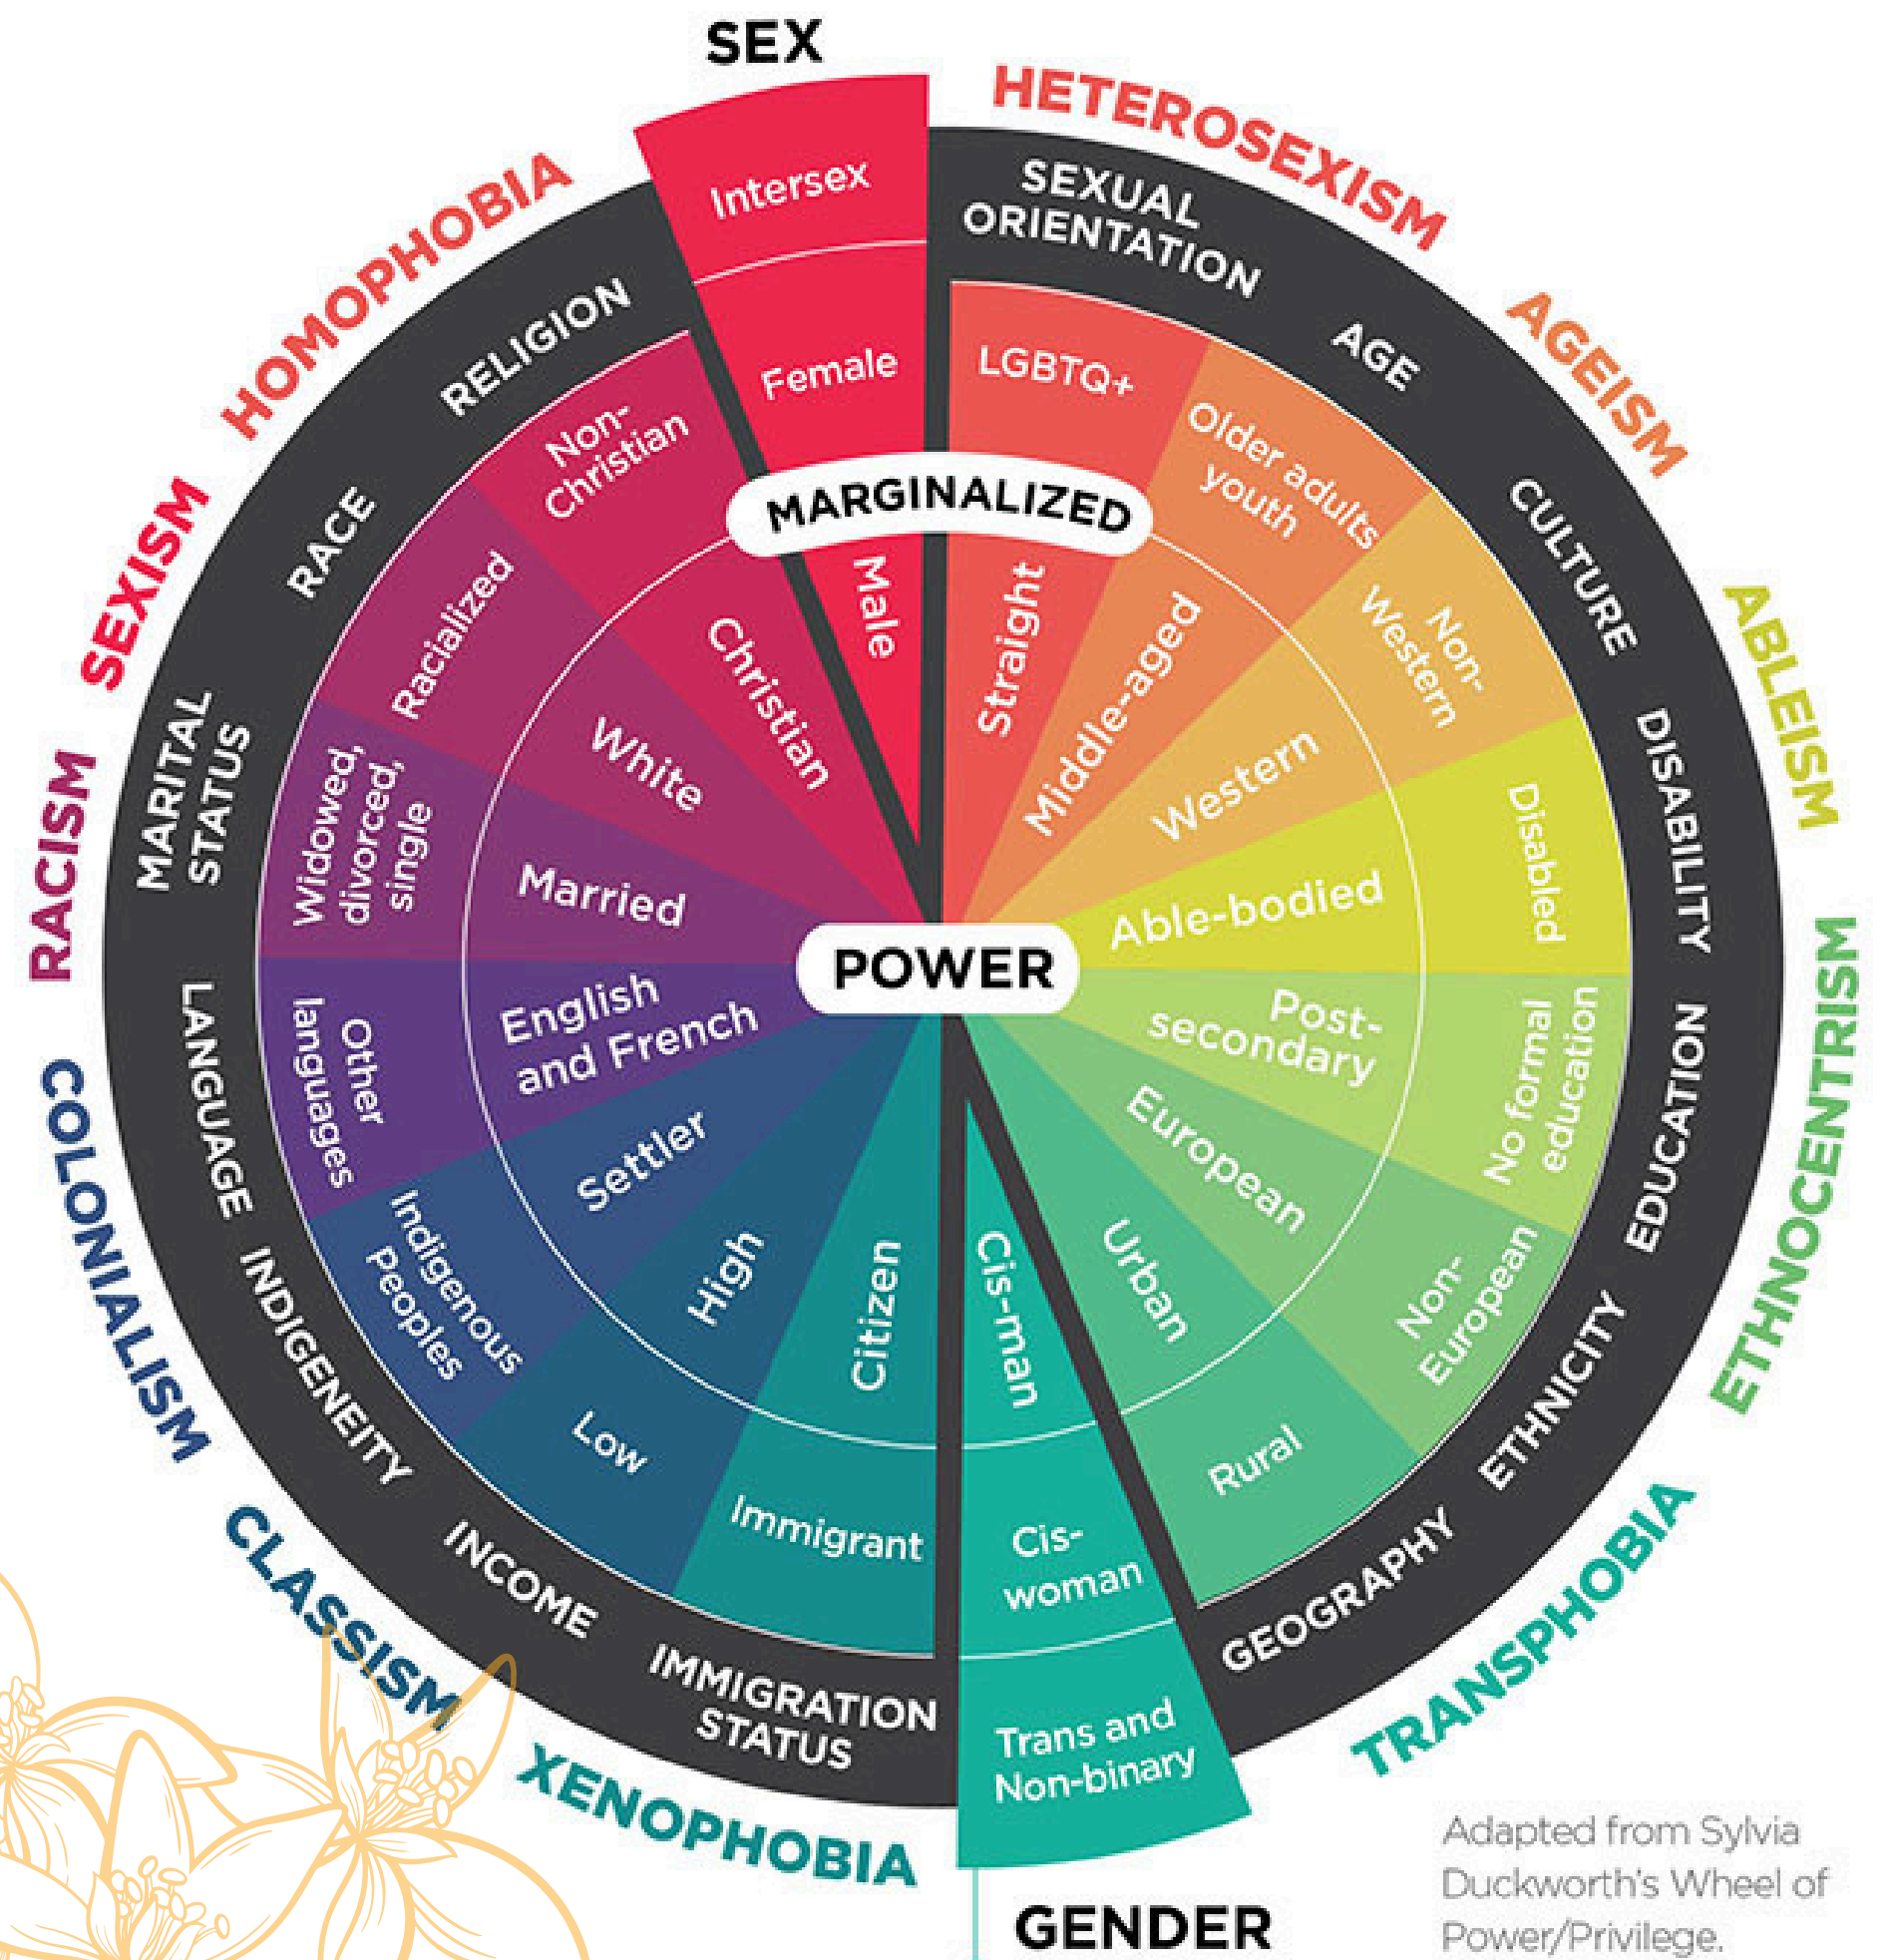 SEX
Intersex
Female
Male
MARGINALIZED
POWER
HETEROSEXISM
AGEISM
ABLEISM
ETHNOCENTRISM
TRANSPHOBIA
XENOPHOBIA
CLASSISM
COLONIALISM
RACISM
SEXISM
HOMOPHOBIA
SEXUAL
ORIENTATION
LGBTQ+
Straight
AGE
Older adults
youth
Middle-aged
CULTURE
Non-
Western
Western
DISABILITY
Disabled
Able-bodied
EDUCATION
No formal
education
Post-
secondary
ETHNICITY
Non-
European
European
GEOGRAPHY
Rural
Urban
Cis-man
Cis-
woman
Trans and
Non-binary
GENDER
IMMIGRATION
STATUS
Immigrant
Citizen
INCOME
Low
High
INDIGENEITY
Indigenous
Peoples
Settler
LANGUAGE
Other
languages
English
and French
MARITAL
STATUS
Widowed,
divorced,
single
Married
RACE
Racialized
White
RELIGION
Non-
Christian
Christian
Adapted from Sylvia
Duckworth's Wheel of
Power/Privilege.